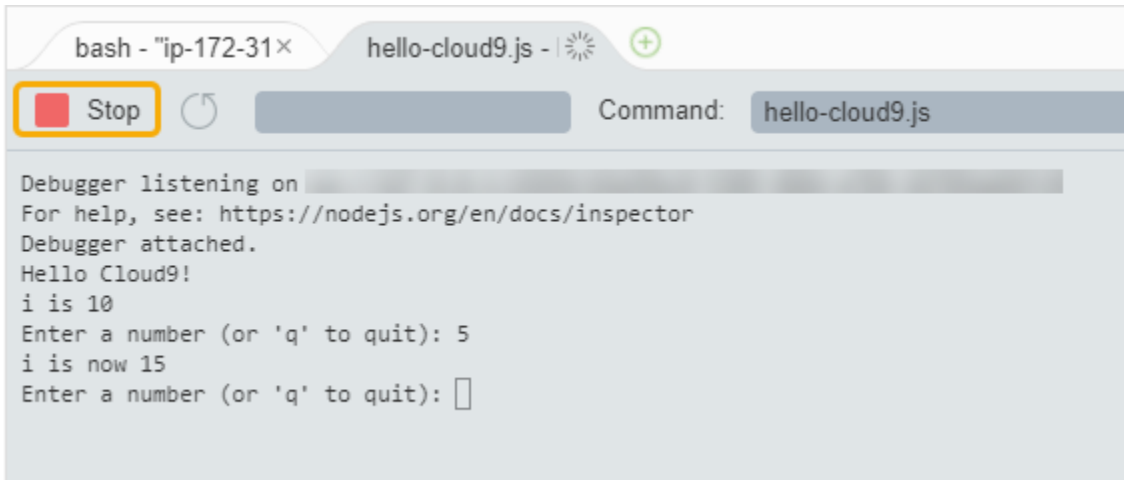 bash - "ip-172-31× hello-cloud9.js -
Stop Command: hello-cloud9.js
Debugger listening on
For help, see: https://nodejs.org/en/docs/inspector
Debugger attached.
Hello Cloud9!
i is 10
Enter a number (or 'q' to quit): 5
i is now 15
Enter a number (or 'q' to quit):